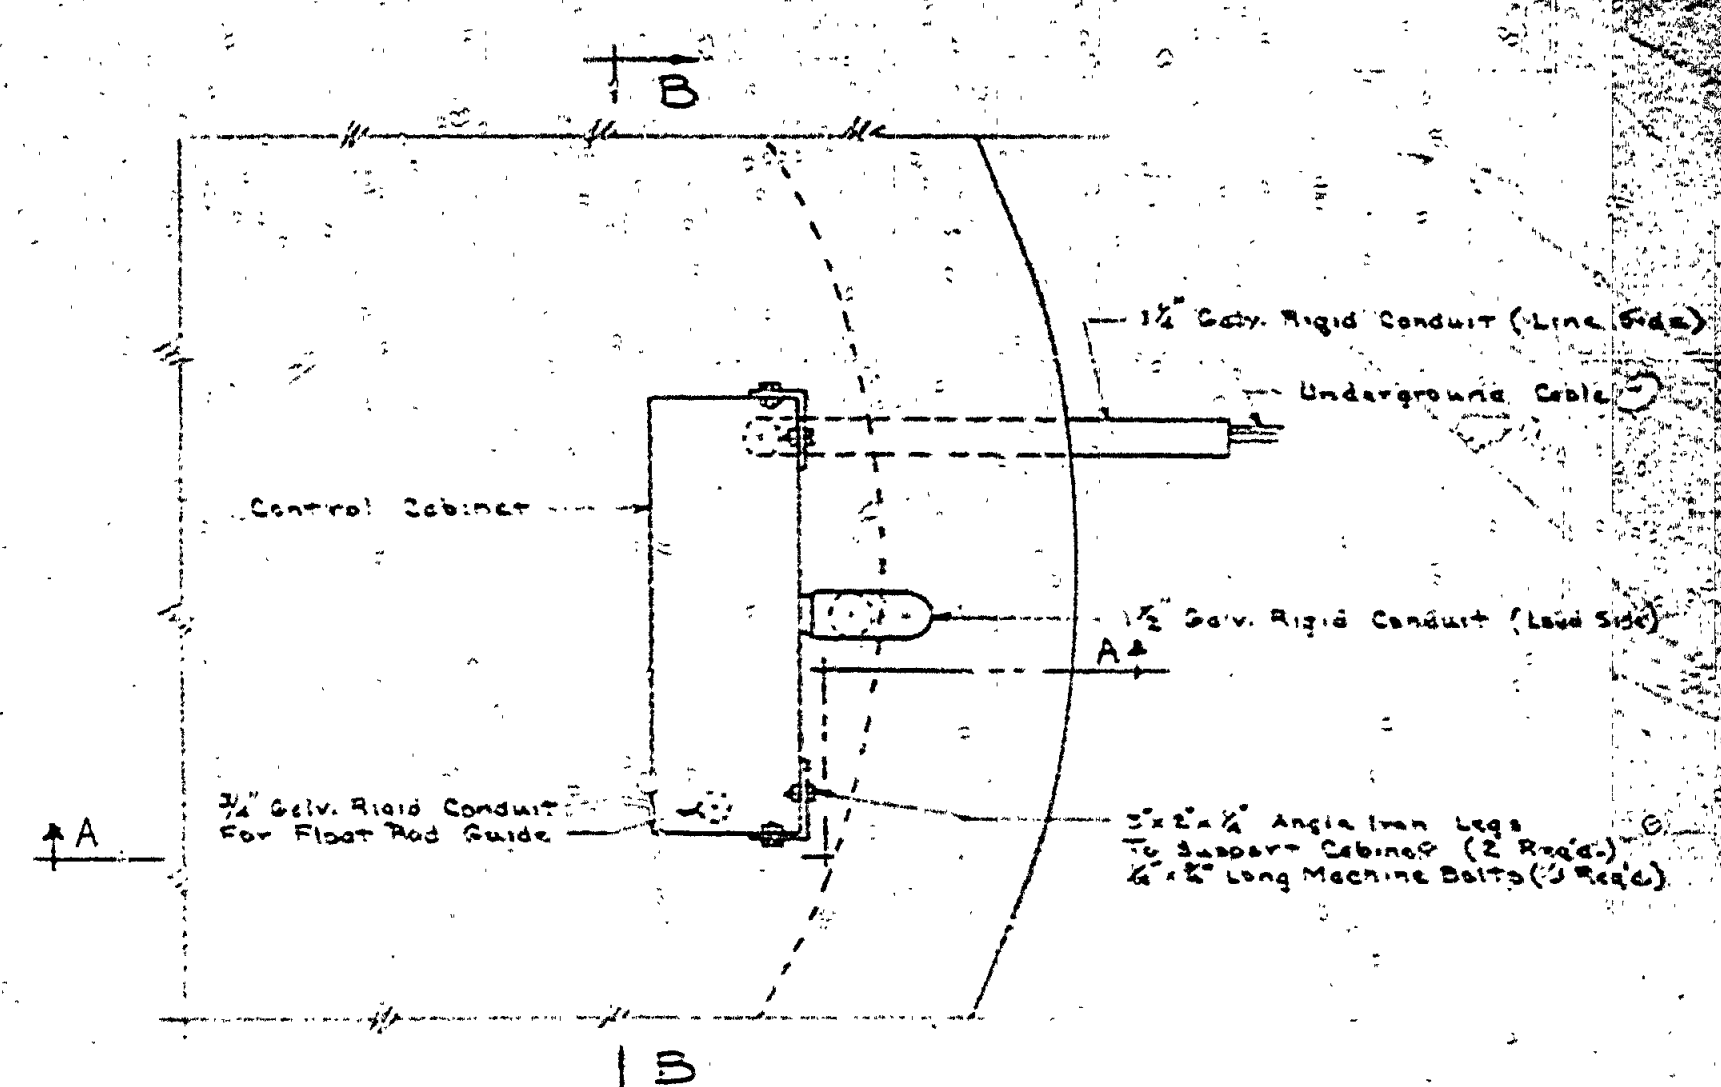 B
1¼" Galv. Rigid Conduit (Line Side)
Underground Cable
Control Cabinet
1½" Galv. Rigid Conduit (Load Side)
A
¾" Galv. Rigid Conduit
For Float Rod Guide
A
2" x ¼" Angle Iron Legs
To Support Cabinet (2 Req'd.)
Long Machine Bolts ( Req'd)
B